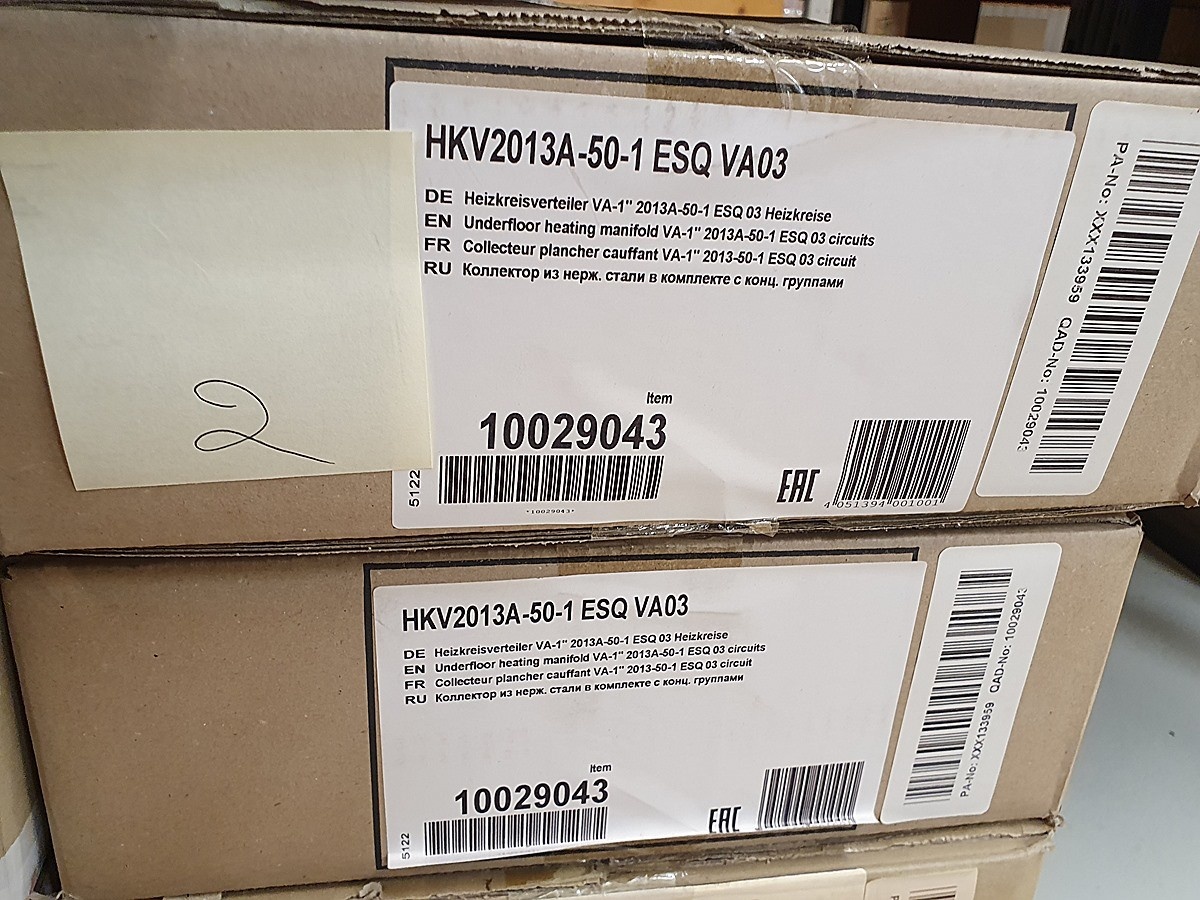 HKV2013A-50-1 ESQ VA03
DE Heizkreisverteiler VA-1" 2013A-50-1 ESQ 03 Heizkreise
EN Underfloor heating manifold VA-1" 2013A-50-1 ESQ 03 circuits
FR Collecteur plancher cauffant VA-1" 2013-50-1 ESQ 03 circuit
RU Коллектор из нерж. стали в комплекте с конц. группами
2
Item
10029043
5122
*10029043*
EAC
4 051394 001001
PA-No: XXX133959 QAD-No: 10029043
HKV2013A-50-1 ESQ VA03
DE Heizkreisverteiler VA-1" 2013A-50-1 ESQ 03 Heizkreise
EN Underfloor heating manifold VA-1" 2013A-50-1 ESQ 03 circuits
FR Collecteur plancher cauffant VA-1" 2013-50-1 ESQ 03 circuit
RU Коллектор из нерж. стали в комплекте с конц. группами
Item
10029043
5122
EAC
PA-No: XXX133959 QAD-No: 10029043